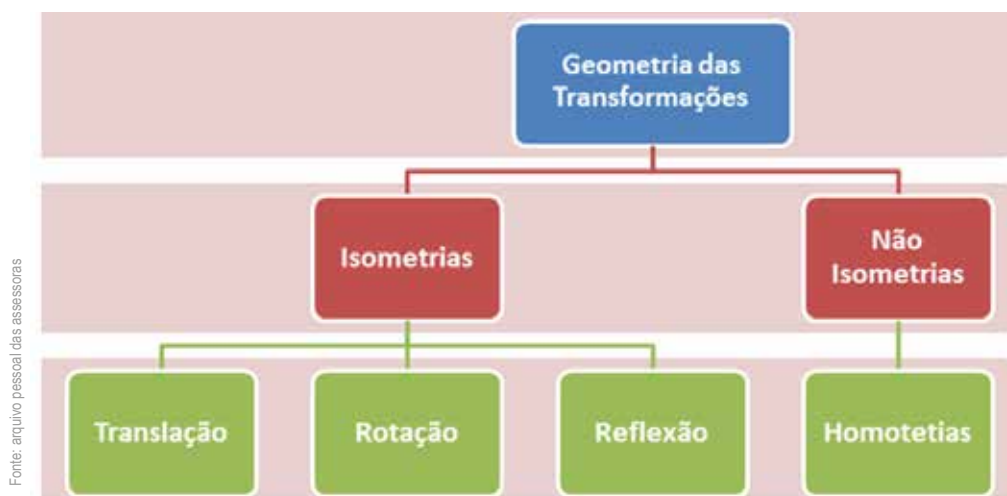 Geometria das
Transformações
Isometrias
Não
Isometrias
Translação
Rotação
Reflexão
Homotetias
Fonte: arquivo pessoal das assessoras